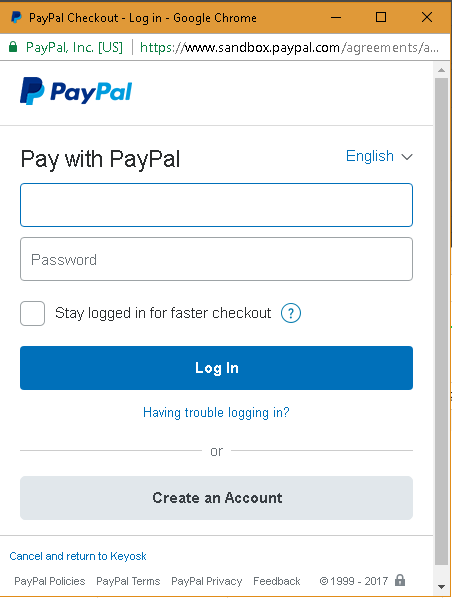 PayPal Checkout - Log in - Google Chrome
PayPal, Inc. [US] | https://www.sandbox.paypal.com/agreements/a...
PayPal
Pay with PayPal English
Password
Stay logged in for faster checkout ?
Log In
Having trouble logging in?
or
Create an Account
Cancel and return to Keyosk
PayPal Policies PayPal Terms PayPal Privacy Feedback © 1999 - 2017